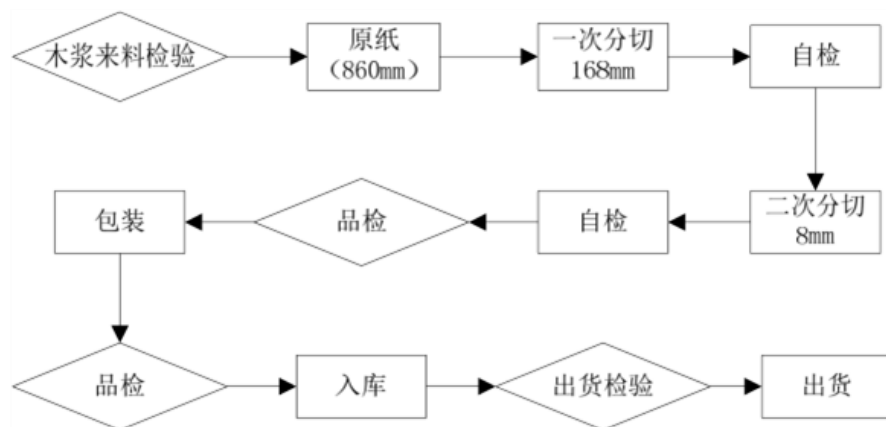 木浆来料检验
原纸
（860mm）
一次分切
168mm
自检
二次分切
8mm
自检
品检
包装
品检
入库
出货检验
出货